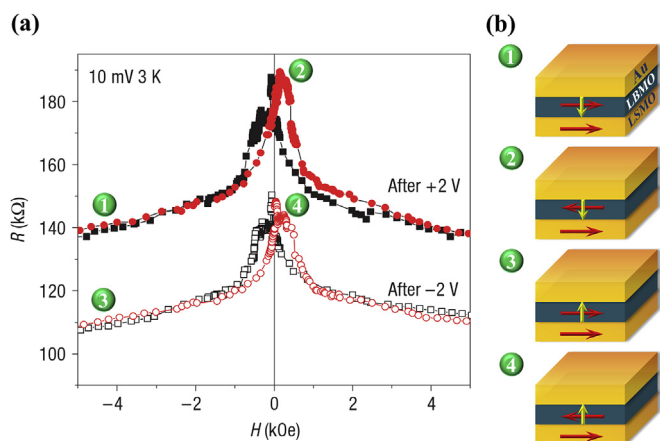 (a)
(b)
10 mV 3 K
180
160
140
120
100
R (kΩ)
1
2
After +2 V
3
4
After −2 V
−4
−2
0
2
4
H (kOe)
1
Au
LBMO
LSMO
2
3
4